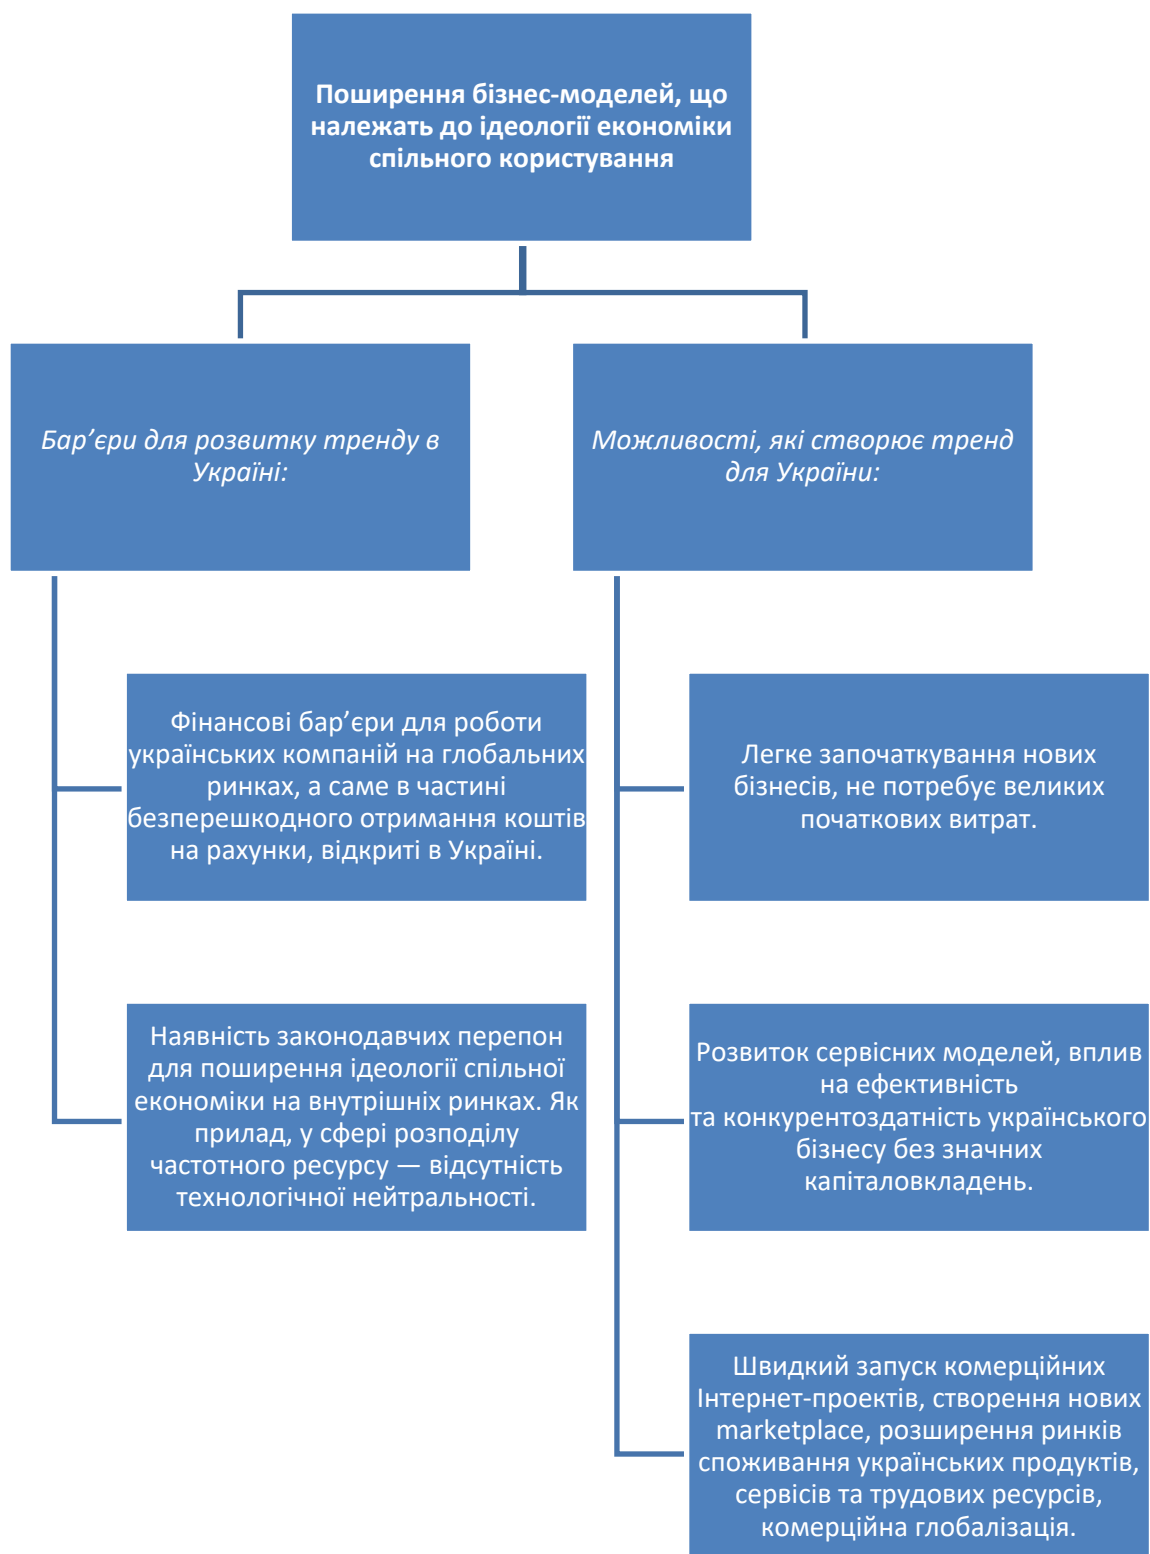 Поширення бізнес-моделей, що
належать до ідеології економіки
спільного користування
Бар’єри для розвитку тренду в
Україні:
Фінансові бар’єри для роботи
українських компаній на глобальних
ринках, а саме в частині
безперешкодного отримання коштів
на рахунки, відкриті в Україні.
Наявність законодавчих перепон
для поширення ідеології спільної
економіки на внутрішніх ринках. Як
прилад, у сфері розподілу
частотного ресурсу — відсутність
технологічної нейтральності.
Можливості, які створює тренд
для України:
Легке започаткування нових
бізнесів, не потребує великих
початкових витрат.
Розвиток сервісних моделей, вплив
на ефективність
та конкурентоздатність українського
бізнесу без значних
капіталовкладень.
Швидкий запуск комерційних
Інтернет-проектів, створення нових
marketplace, розширення ринків
споживання українських продуктів,
сервісів та трудових ресурсів,
комерційна глобалізація.